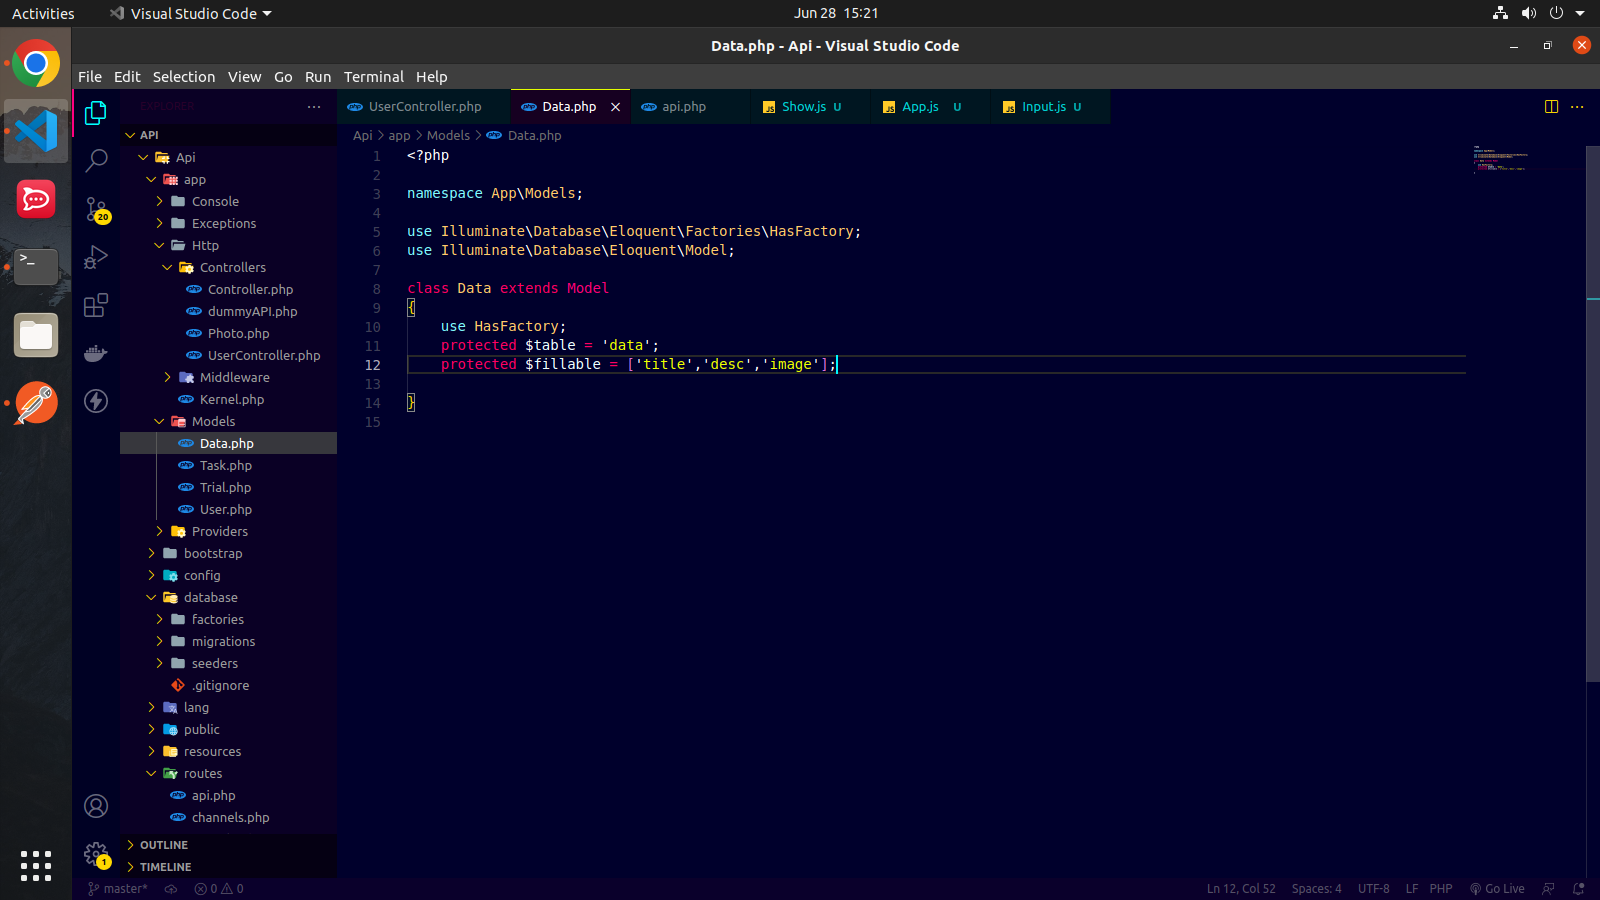 Activities
Visual Studio Code
Jun 28 15:21
Data.php - Api - Visual Studio Code
File Edit Selection View Go Run Terminal Help
EXPLORER
UserController.php
Data.php
api.php
Show.js U
App.js U
Input.js U
API
Api
app
Console
Exceptions
Http
Controllers
Controller.php
dummyAPI.php
Photo.php
UserController.php
Middleware
Kernel.php
Models
Data.php
Task.php
Trial.php
User.php
Providers
bootstrap
config
database
factories
migrations
seeders
.gitignore
lang
public
resources
routes
api.php
channels.php
OUTLINE
TIMELINE
20
1
Api > app > Models > Data.php
1 <?php
2
3 namespace App\Models;
4
5 use Illuminate\Database\Eloquent\Factories\HasFactory;
6 use Illuminate\Database\Eloquent\Model;
7
8 class Data extends Model
9 {
10 use HasFactory;
11 protected $table = 'data';
12 protected $fillable = ['title','desc','image'];
13
14 }
15
master* 0 0
Ln 12, Col 52 Spaces: 4 UTF-8 LF PHP Go Live